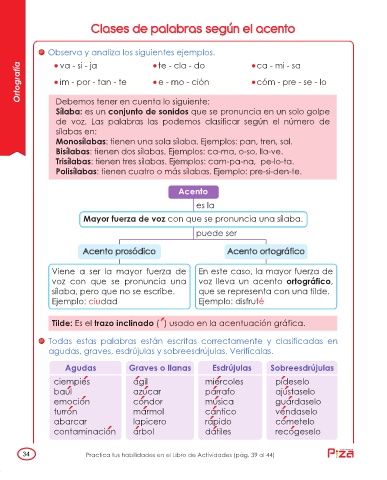 Clases de palabras según el acento
Ortografía
Observa y analiza los siguientes ejemplos.
va - si - ja
te - cla - do
ca - mi - sa
im - por - tan - te
e - mo - ción
cóm - pre - se - lo
Debemos tener en cuenta lo siguiente:
Sílaba: es un conjunto de sonidos que se pronuncia en un solo golpe
de voz. Las palabras las podemos clasificar según el número de
sílabas en:
Monosílabas: tienen una sola sílaba, Ejemplos: pan, tren, sal.
Bisílabas: tienen dos sílabas. Ejemplos: ca-ma, o-so, lla-ve.
Trisílabas: tienen tres sílabas. Ejemplos: cam-pa-na, pe-lo-ta.
Polisílabas: tienen cuatro o más sílabas. Ejemplo: pre-si-den-te.
Acento
es la
Mayor fuerza de voz con que se pronuncia una sílaba.
puede ser
Acento prosódico
Acento ortográfico
Viene a ser la mayor fuerza de
voz con que se pronuncia una
sílaba, pero que no se escribe.
Ejemplo: ciudad
En este caso, la mayor fuerza de
voz lleva un acento ortográfico,
que se representa con una tilde.
Ejemplo: disfruté
Tilde: Es el trazo inclinado (´) usado en la acentuación gráfica.
Todas estas palabras están escritas correctamente y clasificadas en
agudas, graves, esdrújulas y sobreesdrújulas. Verifícalas.
Agudas Graves o llanas Esdrújulas Sobreesdrújulas
ciempiés ágil miércoles pídeselo
baúl azúcar párrafo ajústaselo
emoción cóndor música guárdaselo
turrón mármol cántico véndaselo
abarcar lapicero rápido cómetelo
contaminación árbol dátiles recógeselo
34
Practica tus habilidades en el Libro de Actividades (pág. 39 al 44)